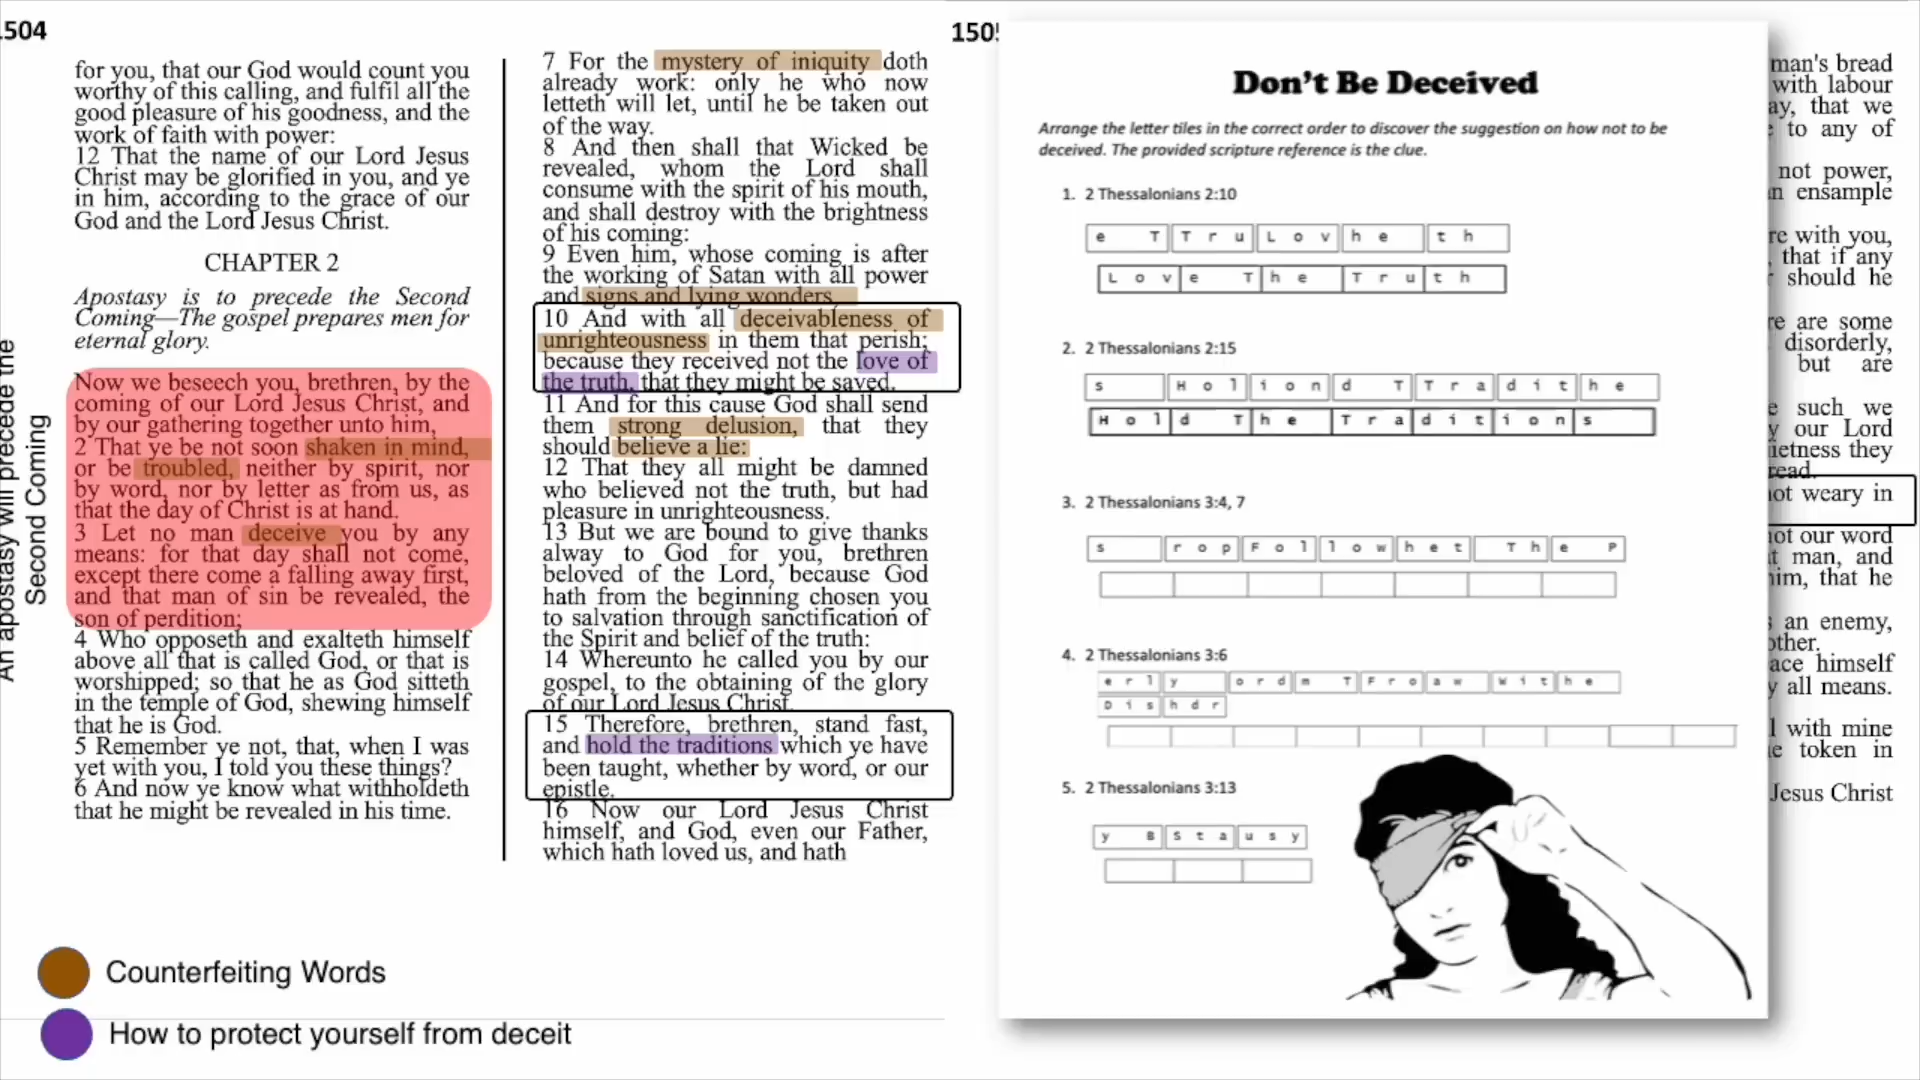 1504
for you, that our God would count you
worthy of this calling, and fulfil all the
good pleasure of his goodness, and the
work of faith with power:
12 That the name of our Lord Jesus
Christ may be glorified in you, and ye
in him, according to the grace of our
God and the Lord Jesus Christ.
CHAPTER 2
Apostasy is to precede the Second
Coming—The gospel prepares men for
eternal glory.
Now we beseech you, brethren, by the
coming of our Lord Jesus Christ, and
by our gathering together unto him,
2 That ye be not soon shaken in mind,
or be troubled, neither by spirit, nor
by word, nor by letter as from us, as
that the day of Christ is at hand.
3 Let no man deceive you by any
means: for that day shall not come,
except there come a falling away first,
and that man of sin be revealed, the
son of perdition;
4 Who opposeth and exalteth himself
above all that is called God, or that is
worshipped; so that he as God sitteth
in the temple of God, shewing himself
that he is God.
5 Remember ye not, that, when I was
yet with you, I told you these things?
6 And now ye know what withholdeth
that he might be revealed in his time.
An apostasy will precede the
Second Coming
7 For the mystery of iniquity doth
already work: only he who now
letteth will let, until he be taken out
of the way.
8 And then shall that Wicked be
revealed, whom the Lord shall
consume with the spirit of his mouth,
and shall destroy with the brightness
of his coming:
9 Even him, whose coming is after
the working of Satan with all power
and signs and lying wonders,
10 And with all deceivableness of
unrighteousness in them that perish;
because they received not the love of
the truth, that they might be saved.
11 And for this cause God shall send
them strong delusion, that they
should believe a lie:
12 That they all might be damned
who believed not the truth, but had
pleasure in unrighteousness.
13 But we are bound to give thanks
alway to God for you, brethren
beloved of the Lord, because God
hath from the beginning chosen you
to salvation through sanctification of
the Spirit and belief of the truth:
14 Whereunto he called you by our
gospel, to the obtaining of the glory
of our Lord Jesus Christ.
15 Therefore, brethren, stand fast,
and hold the traditions which ye have
been taught, whether by word, or our
epistle.
16 Now our Lord Jesus Christ
himself, and God, even our Father,
which hath loved us, and hath
Counterfeiting Words
How to protect yourself from deceit
1505
Don't Be Deceived
Arrange the letter tiles in the correct order to discover the suggestion on how not to be
deceived. The provided scripture reference is the clue.
1. 2 Thessalonians 2:10
e T T r u L o v h e t h
L o v e T h e T r u t h
2. 2 Thessalonians 2:15
s H o l i o n d T T r a d i t h e
H o l d T h e T r a d i t i o n s
3. 2 Thessalonians 3:4, 7
s r o p F o l l o w h e t T h e P
4. 2 Thessalonians 3:6
e r l y o r d m T F r o a w W i t h e
D i s h d r
5. 2 Thessalonians 3:13
y B S t a u s y
man's bread
with labour
ay, that we
to any of
not power,
n ensample
re with you,
that if any
should he
re are some
disorderly,
but are
e such we
y our Lord
ietness they
read.
not weary in
not our word
t man, and
him, that he
s an enemy,
other.
ace himself
y all means.
l with mine
e token in
Jesus Christ